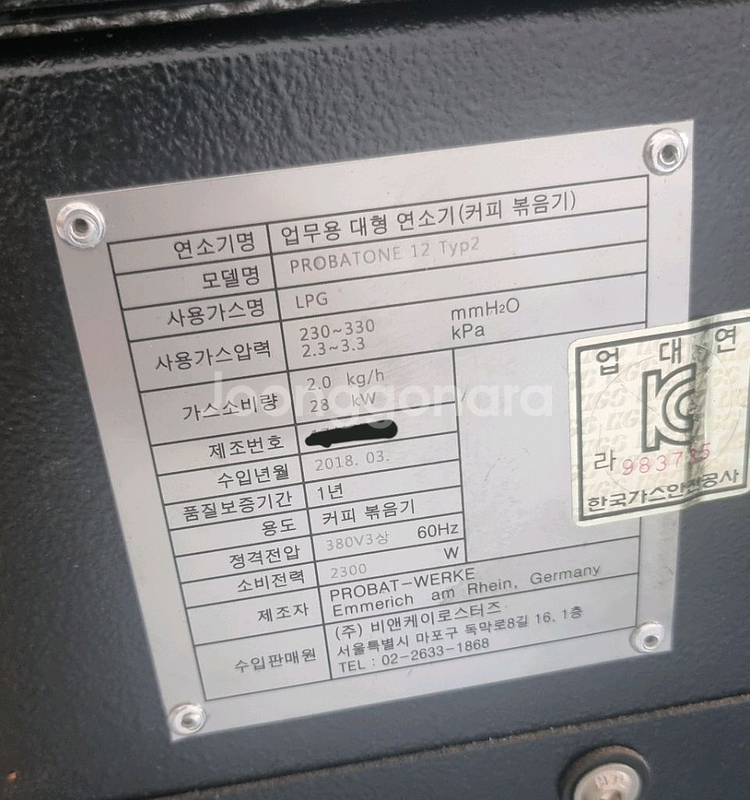 연소기명 업무용 대형 연소기(커피 볶음기)
모델명 PROBATONE 12 Typ2
사용가스명 LPG
사용가스압력 230~330 mmH₂O
2.3~3.3 kPa
가스소비량 2.0 kg/h
28 kW
제조번호
수입년월 2018. 03.
품질보증기간 1년
용도 커피 볶음기
정격전압 380V3상 60Hz
소비전력 2300 W
제조자 PROBAT-WERKE
Emmerich am Rhein, Germany
수입판매원 (주) 비앤케이로스터즈
서울특별시 마포구 독막로8길 16, 1층
TEL : 02-2633-1868
업 대 연
라 9837
한국가스안전공사
joonggonara